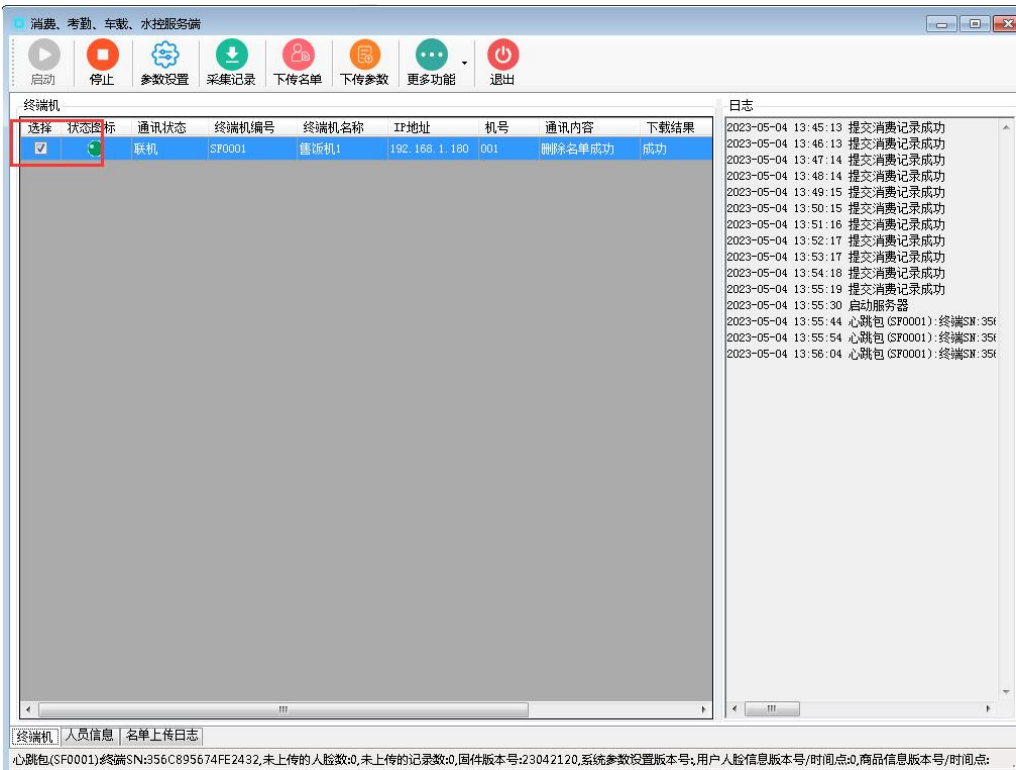 消费、考勤、车载、水控服务端
启动 停止 参数设置 采集记录 下传名单 下传参数 更多功能 退出
终端机
选择 状态图标 通讯状态 终端机编号 终端机名称 IP地址 机号 通讯内容 下载结果
联机 SF0001 售饭机1 192.168.1.180 001 删除名单成功 成功
日志
2023-05-04 13:45:13 提交消费记录成功
2023-05-04 13:46:13 提交消费记录成功
2023-05-04 13:47:14 提交消费记录成功
2023-05-04 13:48:14 提交消费记录成功
2023-05-04 13:49:15 提交消费记录成功
2023-05-04 13:50:15 提交消费记录成功
2023-05-04 13:51:16 提交消费记录成功
2023-05-04 13:52:17 提交消费记录成功
2023-05-04 13:53:17 提交消费记录成功
2023-05-04 13:54:18 提交消费记录成功
2023-05-04 13:55:19 提交消费记录成功
2023-05-04 13:55:30 启动服务器
2023-05-04 13:55:44 心跳包(SF0001):终端SN:356
2023-05-04 13:55:54 心跳包(SF0001):终端SN:356
2023-05-04 13:56:04 心跳包(SF0001):终端SN:356
终端机 人员信息 名单上传日志
心跳包(SF0001):终端SN:356C895674FE2432,未上传的人脸数:0,未上传的记录数:0,固件版本号:23042120,系统参数设置版本号:,用户人脸信息版本号/时间点:0,商品信息版本号/时间点: